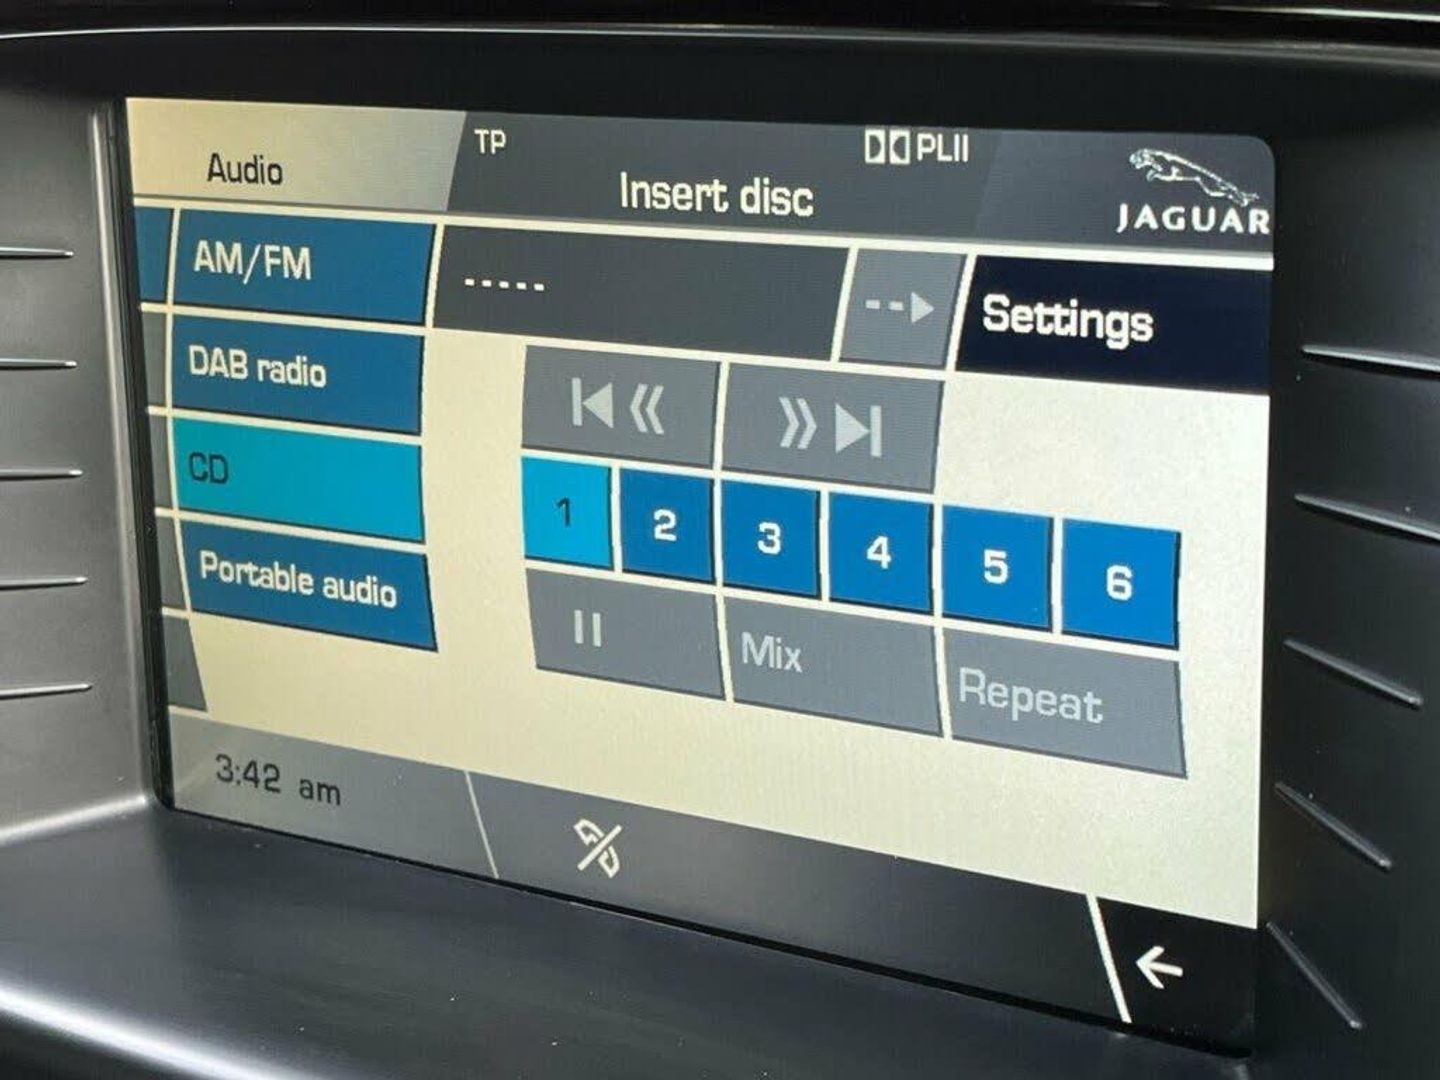 Audio
TP
PLII
Insert disc
JAGUAR
AM/FM
-----
Settings
DAB radio
CD
1 2 3 4 5 6
Portable audio
Mix
Repeat
3:42 am